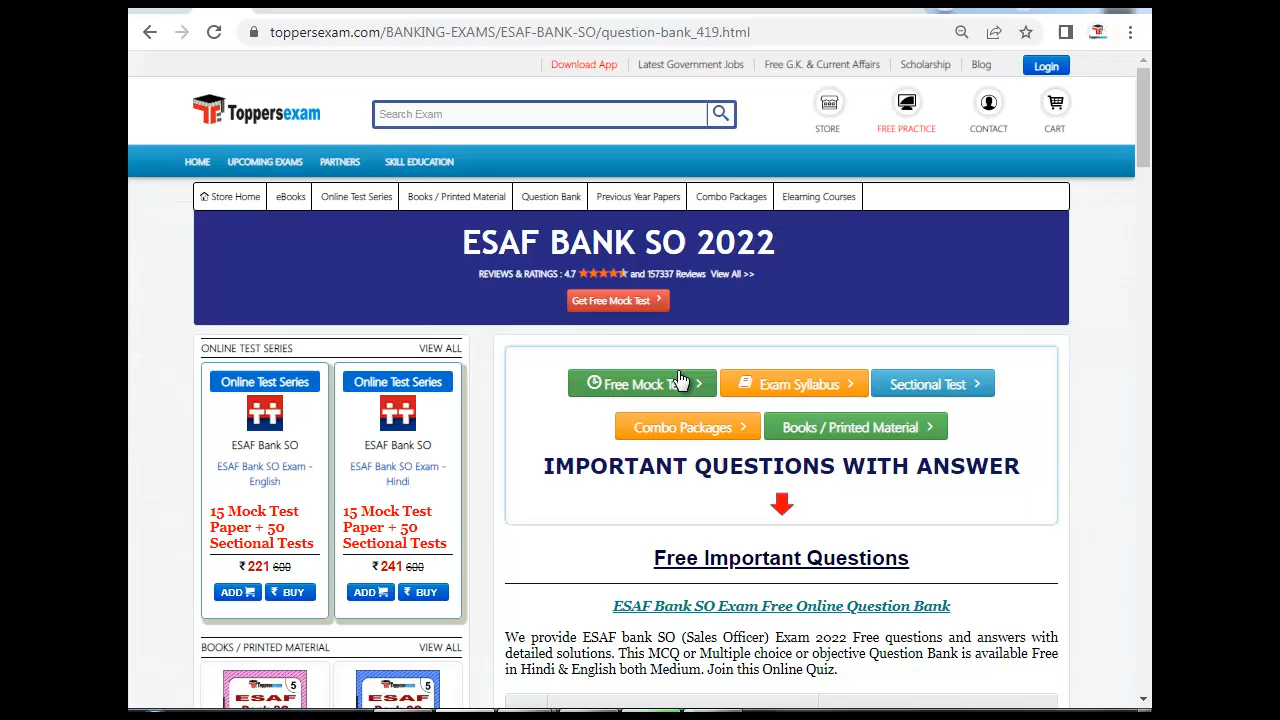 toppersexam.com/BANKING-EXAMS/ESAF-BANK-SO/question-bank_419.html
Download App
Latest Government Jobs
Free G.K. & Current Affairs
Scholarship
Blog
Login
Toppersexam
Search Exam
STORE
FREE PRACTICE
CONTACT
CART
HOME
UPCOMING EXAMS
PARTNERS
SKILL EDUCATION
Store Home
eBooks
Online Test Series
Books / Printed Material
Question Bank
Previous Year Papers
Combo Packages
Elearning Courses
ESAF BANK SO 2022
REVIEWS & RATINGS : 4.7 and 157337 Reviews View All >>
Get Free Mock Test
ONLINE TEST SERIES
VIEW ALL
Online Test Series
ESAF Bank SO
ESAF Bank SO Exam -
English
15 Mock Test
Paper + 50
Sectional Tests
₹ 221 600
ADD
₹ BUY
Online Test Series
ESAF Bank SO
ESAF Bank SO Exam -
Hindi
15 Mock Test
Paper + 50
Sectional Tests
₹ 241 600
ADD
₹ BUY
BOOKS / PRINTED MATERIAL
VIEW ALL
Toppersexam
5
ESAF
Toppersexam
5
ESAF
Free Mock
Exam Syllabus
Sectional Test
Combo Packages
Books / Printed Material
IMPORTANT QUESTIONS WITH ANSWER
Free Important Questions
ESAF Bank SO Exam Free Online Question Bank
We provide ESAF bank SO (Sales Officer) Exam 2022 Free questions and answers with
detailed solutions. This MCQ or Multiple choice or objective Question Bank is available Free
in Hindi & English both Medium. Join this Online Quiz.